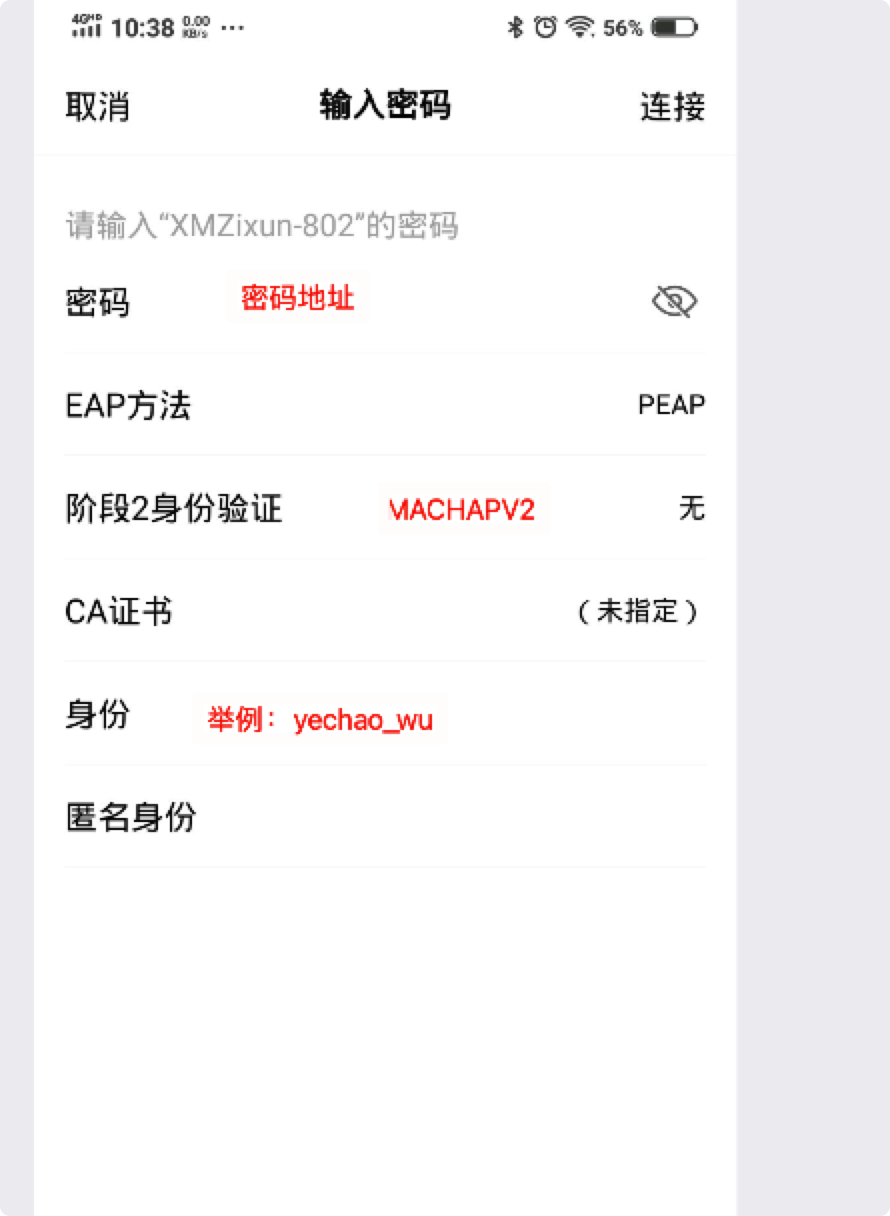 4GHD 10:38 0.00 KB/s ··· 56%
取消 输入密码 连接
请输入“XMZixun-802”的密码
密码 密码地址
EAP方法 PEAP
阶段2身份验证 MACHAPV2 无
CA证书 （未指定）
身份 举例：yechao_wu
匿名身份